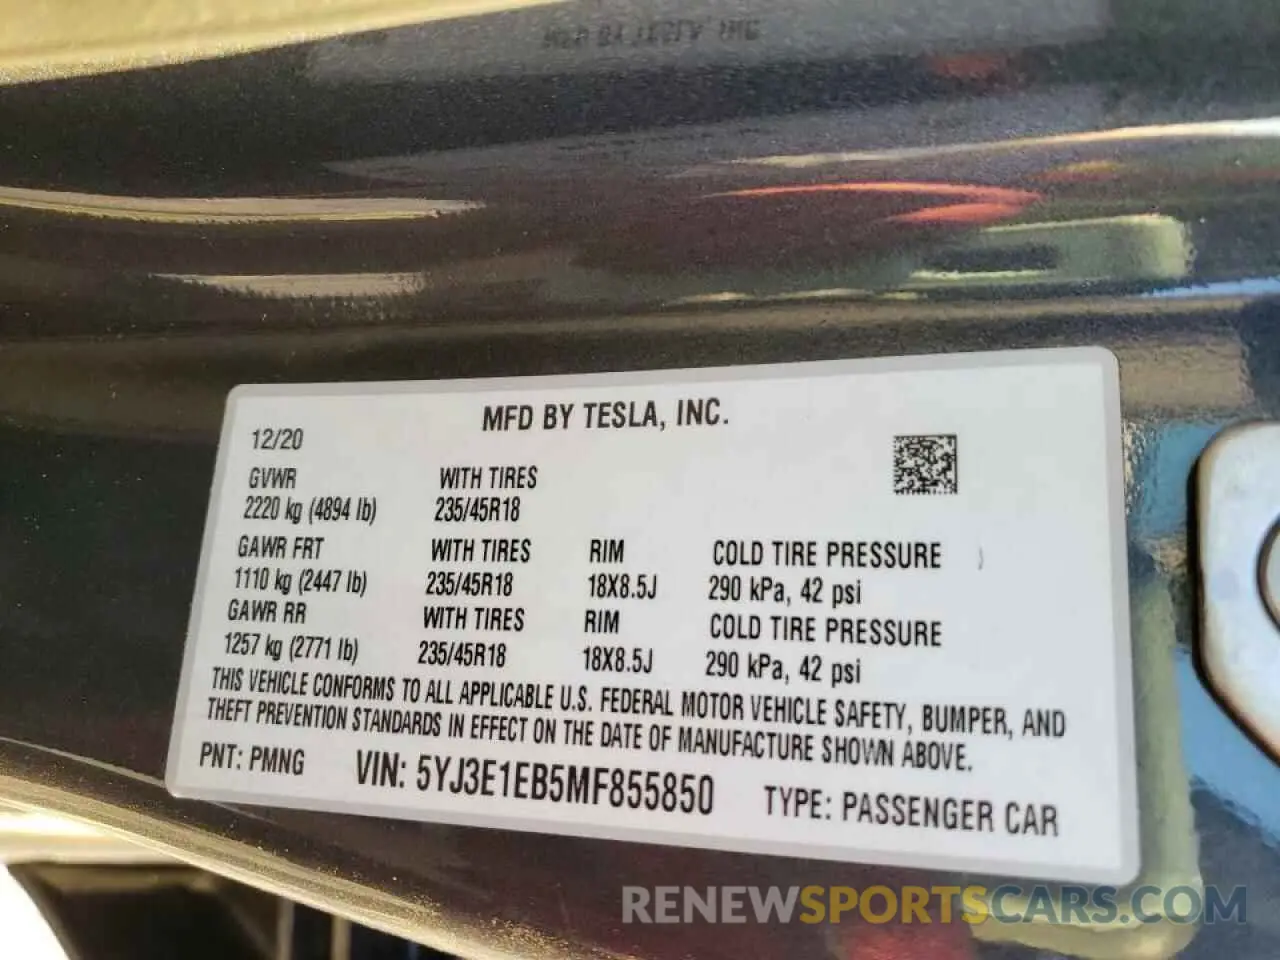 MFD BY TESLA, INC.
12/20
GVWR WITH TIRES
2220 kg (4894 lb) 235/45R18
GAWR FRT WITH TIRES RIM COLD TIRE PRESSURE
1110 kg (2447 lb) 235/45R18 18X8.5J 290 kPa, 42 psi
GAWR RR WITH TIRES RIM COLD TIRE PRESSURE
1257 kg (2771 lb) 235/45R18 18X8.5J 290 kPa, 42 psi
THIS VEHICLE CONFORMS TO ALL APPLICABLE U.S. FEDERAL MOTOR VEHICLE SAFETY, BUMPER, AND
THEFT PREVENTION STANDARDS IN EFFECT ON THE DATE OF MANUFACTURE SHOWN ABOVE.
PNT: PMNG VIN: 5YJ3E1EB5MF855850 TYPE: PASSENGER CAR
RENEWSPORTSCARS.COM